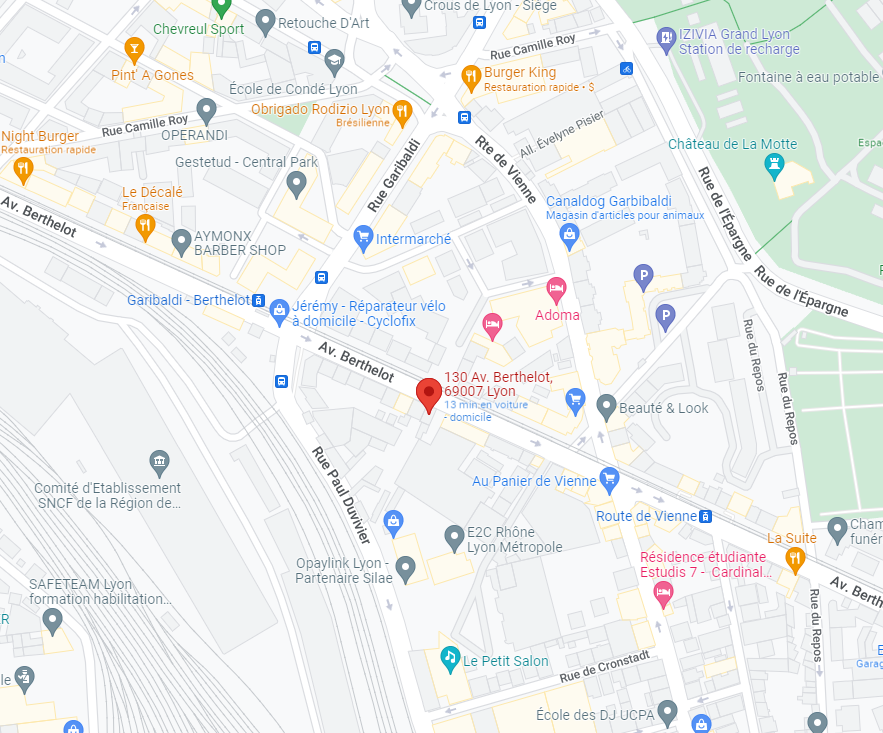 Crous de Lyon - Siège
Retouche D'Art
Chevreul Sport
IZIVIA Grand Lyon
Station de recharge
Rue Camille Roy
Pint' A Gones
École de Condé Lyon
Burger King
Restauration rapide • $
Fontaine à eau potable
Obrigado Rodizio Lyon
Brésilienne
Rue Camille Roy
OPERANDI
Night Burger
Restauration rapide
All. Évelyne Pisier
Rte de Vienne
Château de La Motte
Espa
Gestetud - Central Park
Rue Garibaldi
Le Décalé
Française
Av. Berthelot
Canaldog Garbibaldi
Magasin d'articles pour animaux
Rue de l'Épargne
AYMONX
BARBER SHOP
Intermarché
P
Rue de l'Épargne
Garibaldi - Berthelot
Jérémy - Réparateur vélo
à domicile - Cyclofix
Adoma
P
Av. Berthelot
Rue du Repos
Rue du Repos
130 Av. Berthelot,
69007 Lyon
13 min en voiture
- domicile
Beauté & Look
Comité d'Etablissement
SNCF de la Région de...
Rue Paul Duvivier
Au Panier de Vienne
Route de Vienne
E2C Rhône
Lyon Métropole
La Suite
Cham
funér
Opaylink Lyon -
Partenaire Silae
Résidence étudiante
Estudis 7 - Cardinal...
Av. Berth
SAFETEAM Lyon
formation habilitation...
R
Rue du Repos
Le Petit Salon
Rue de Cronstadt
le
E
Garag
École des DJ UCPA